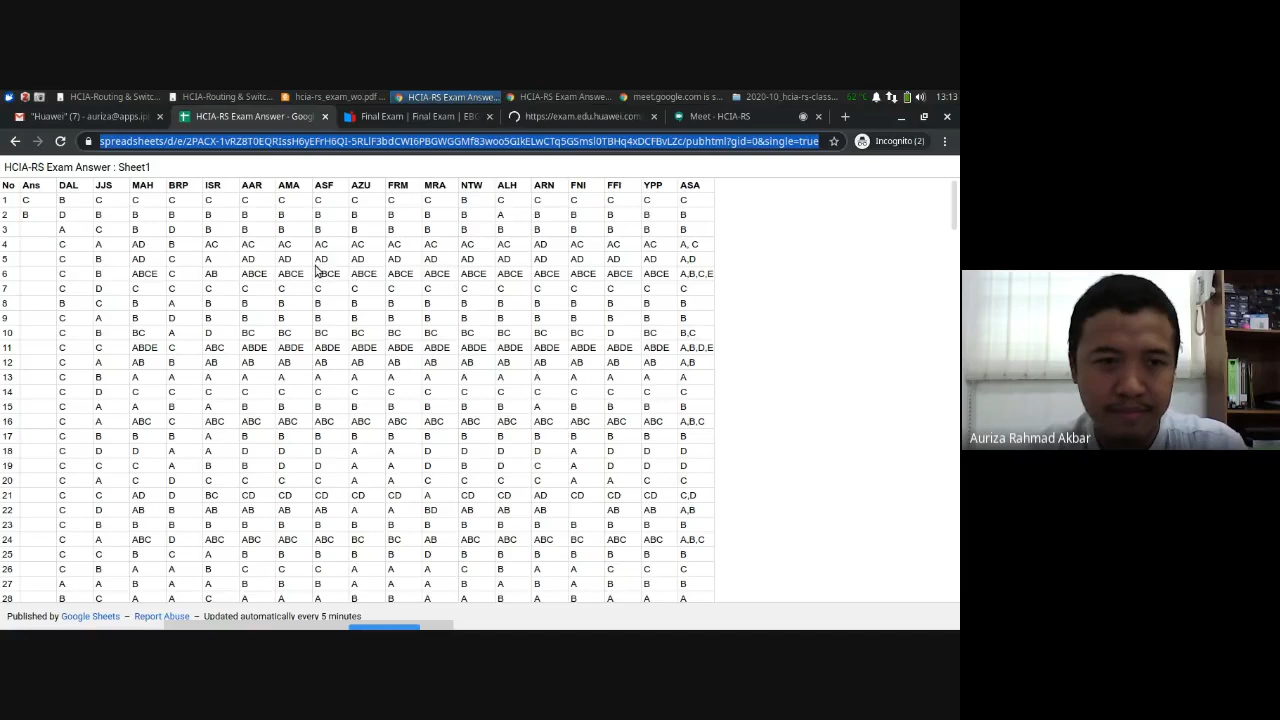 HCIA-Routing & Switc... HCIA-Routing & Switc... hcia-rs_exam_wo.pdf ... HCIA-RS Exam Answe... HCIA-RS Exam Answe... meet.google.com is s... 2020-10_hcia-rs-class... 62°C 13:13
"Huawei" (7) - auriza@apps.ip HCIA-RS Exam Answer - Goo Final Exam | Final Exam | EBG https://exam.edu.huawei.com Meet - HCIA-RS
Incognito (2)
HCIA-RS Exam Answer : Sheet1
No Ans DAL JJS MAH BRP ISR AAR AMA ASF AZU FRM MRA NTW ALH ARN FNI FFI YPP ASA
1 C B C C C C C C C C C C B C C C C C C
2 B D B B B B B B B B B B B A B B B B B
3 A C B D B B B B B B B B B B B B B B
4 C A AD B AC AC AC AC AC AC AC AC AC AD AC AC AC A, C
5 C B AD C A AD AD AD AD AD AD AD AD AD AD AD AD A,D
6 C B ABCE C AB ABCE ABCE ABCE ABCE ABCE ABCE ABCE ABCE ABCE ABCE ABCE ABCE A,B,C,E
7 C D C C C C C C C C C C C C C C C C
8 B C B A B B B B B B B B B B B B B B
9 C A B D B B B B B B B B B B B B B B
10 C B BC A D BC BC BC BC BC BC BC BC BC BC D BC B,C
11 C C ABDE C ABC ABDE ABDE ABDE ABDE ABDE ABDE ABDE ABDE ABDE ABDE ABDE ABDE A,B,D,E
12 C A AB B AB AB AB AB AB AB AB AB AB AB AB AB AB A,B
13 C B A A A A A A A A A A A A A A A A
14 C D C C C C C C C C C C C C C C C C
15 C A A B A B B B B B B B B A B B B B
16 C A ABC C ABC ABC ABC ABC ABC ABC ABC ABC ABC ABC ABC ABC ABC A,B,C
17 C B B B A B B B B B B B B B B B B B
18 C D D A A D D D A A D D D D A D D D
19 C C C A B B D D A A D B D C A D D D
20 C A C D C C C C A A C C C C A A C C
21 C C AD D BC CD CD CD CD CD A CD CD AD CD CD CD C,D
22 C D AB B AB AB AB AB A A BD AB AB AB AB AB A,B
23 C B B B B B B B B B B B B B B B B B
24 C A ABC D ABC ABC ABC ABC BC BC AB ABC ABC ABC BC ABC ABC A,B,C
25 C C B C A B B B B B D B B B B B B B
26 C B A A B C C C A A A C B A A C C C
27 A A B A A B B B A A A B A B A B B B
28 B C A A C A A A B B A A B A B A A A
Published by Google Sheets – Report Abuse – Updated automatically every 5 minutes
Auriza Rahmad Akbar